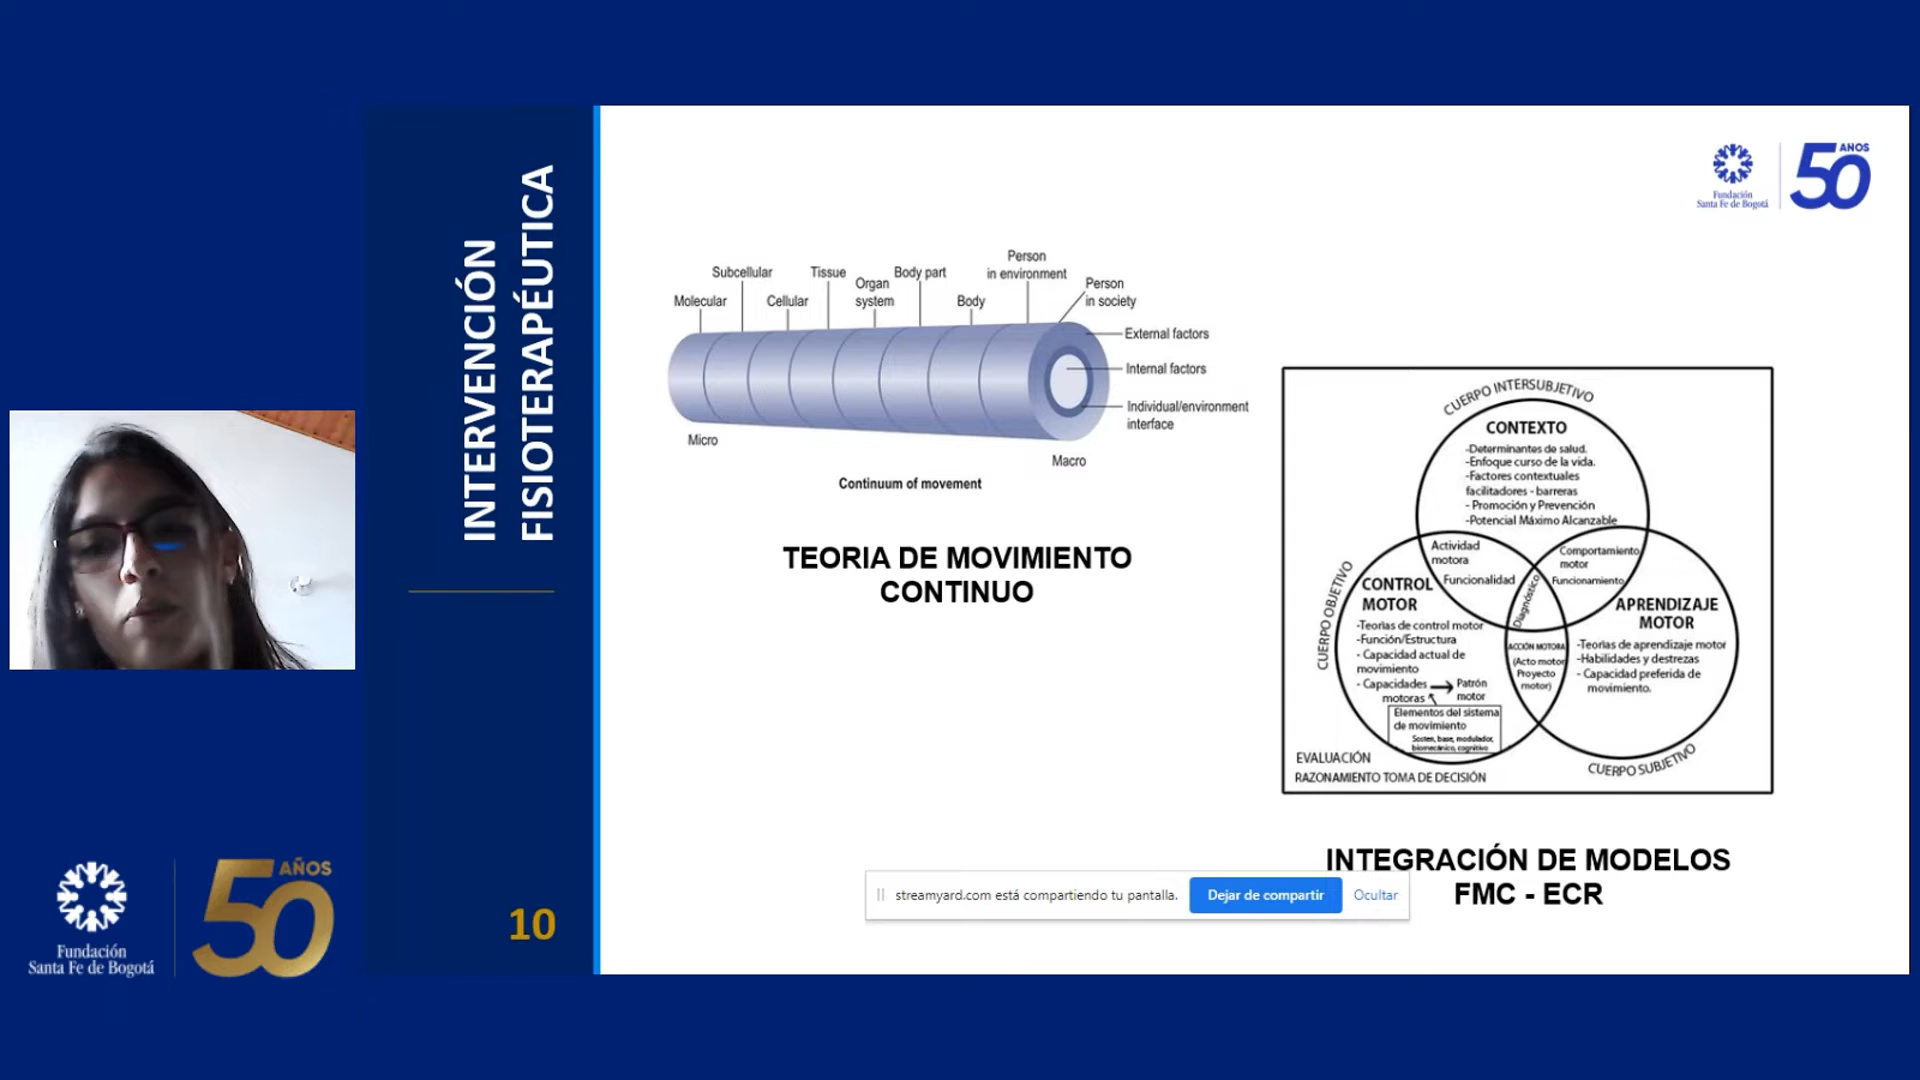 INTERVENCIÓN
FISIOTERAPÉUTICA
10
Fundación
Santa Fe de Bogotá
50
AÑOS
Fundación
Santa Fe de Bogotá
50
AÑOS
Molecular
Subcellular
Cellular
Tissue
Organ
system
Body part
Body
Person
in environment
Person
in society
External factors
Internal factors
Individual/environment
interface
Micro
Macro
Continuum of movement
TEORIA DE MOVIMIENTO
CONTINUO
CUERPO INTERSUBJETIVO
CONTEXTO
-Determinantes de salud.
-Enfoque curso de la vida.
-Factores contextuales
facilitadores - barreras
- Promoción y Prevención
-Potencial Máximo Alcanzable
Actividad
motora
Funcionalidad
Comportamiento
motor
Funcionamiento
Diagnóstico
CUERPO OBJETIVO
CONTROL
MOTOR
-Teorías de control motor
-Función/Estructura
- Capacidad actual de
movimiento
- Capacidades
motoras
Patrón
motor
Elementos del sistema
de movimiento
Sosten, base, modulador,
biomecánico, cognitivo
ACCIÓN MOTORA
(Acto motor
Proyecto
motor)
APRENDIZAJE
MOTOR
-Teorías de aprendizaje motor
-Habilidades y destrezas
- Capacidad preferida de
movimiento.
CUERPO SUBJETIVO
EVALUACIÓN
RAZONAMIENTO TOMA DE DECISIÓN
INTEGRACIÓN DE MODELOS
FMC - ECR
streamyard.com está compartiendo tu pantalla.
Dejar de compartir
Ocultar